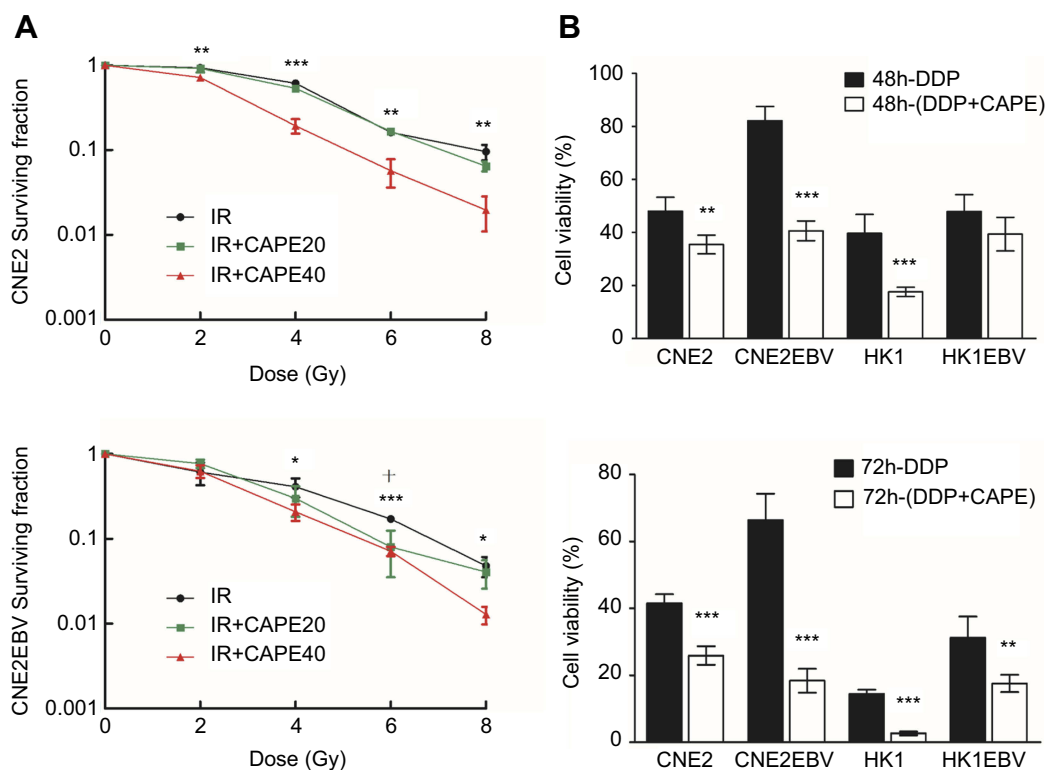 A
CNE2 Surviving fraction
1
0.1
0.01
0.001
**
***
**
**
IR
IR+CAPE20
IR+CAPE40
0 2 4 6 8
Dose (Gy)
CNE2EBV Surviving fraction
1
0.1
0.01
0.001
*
+
***
*
IR
IR+CAPE20
IR+CAPE40
0 2 4 6 8
Dose (Gy)
B
Cell viability (%)
100
80
60
40
20
0
48h-DDP
48h-(DDP+CAPE)
**
***
***
CNE2 CNE2EBV HK1 HK1EBV
Cell viability (%)
80
60
40
20
0
72h-DDP
72h-(DDP+CAPE)
***
***
***
**
CNE2 CNE2EBV HK1 HK1EBV